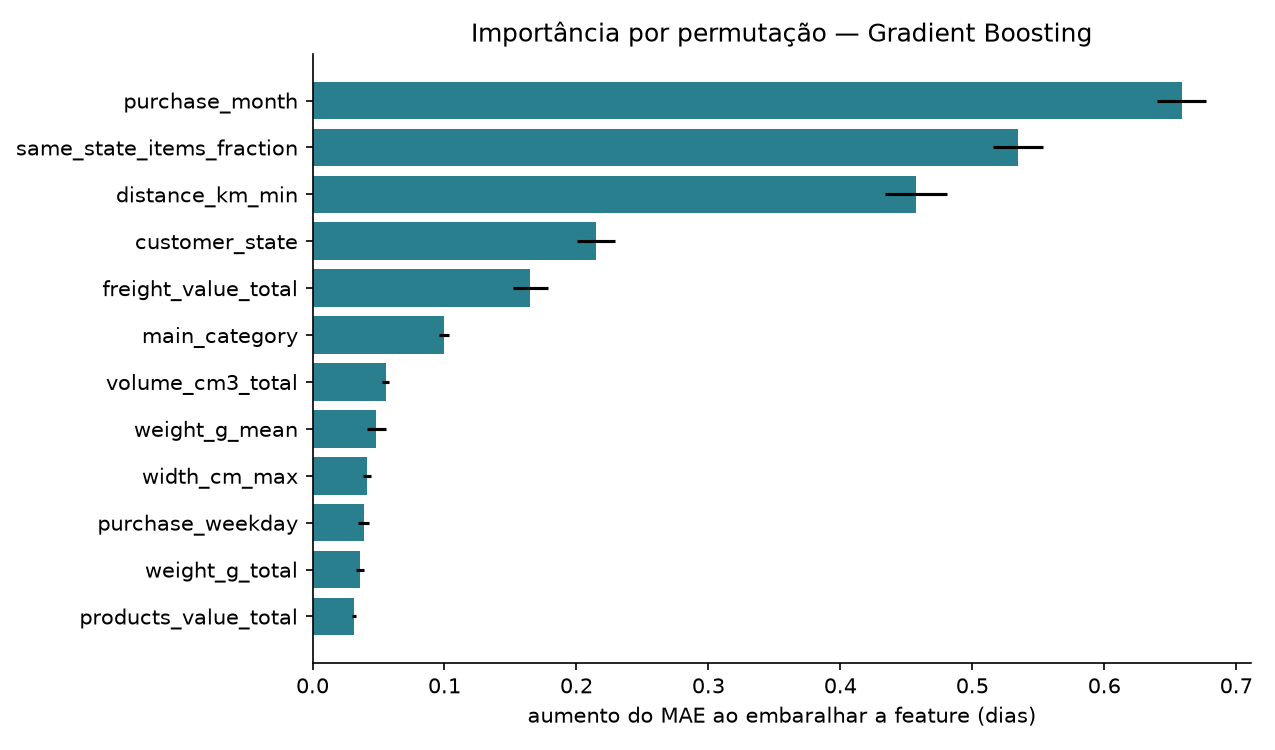 Importância por permutação — Gradient Boosting
purchase_month
same_state_items_fraction
distance_km_min
customer_state
freight_value_total
main_category
volume_cm3_total
weight_g_mean
width_cm_max
purchase_weekday
weight_g_total
products_value_total
0.0 0.1 0.2 0.3 0.4 0.5 0.6 0.7
aumento do MAE ao embaralhar a feature (dias)